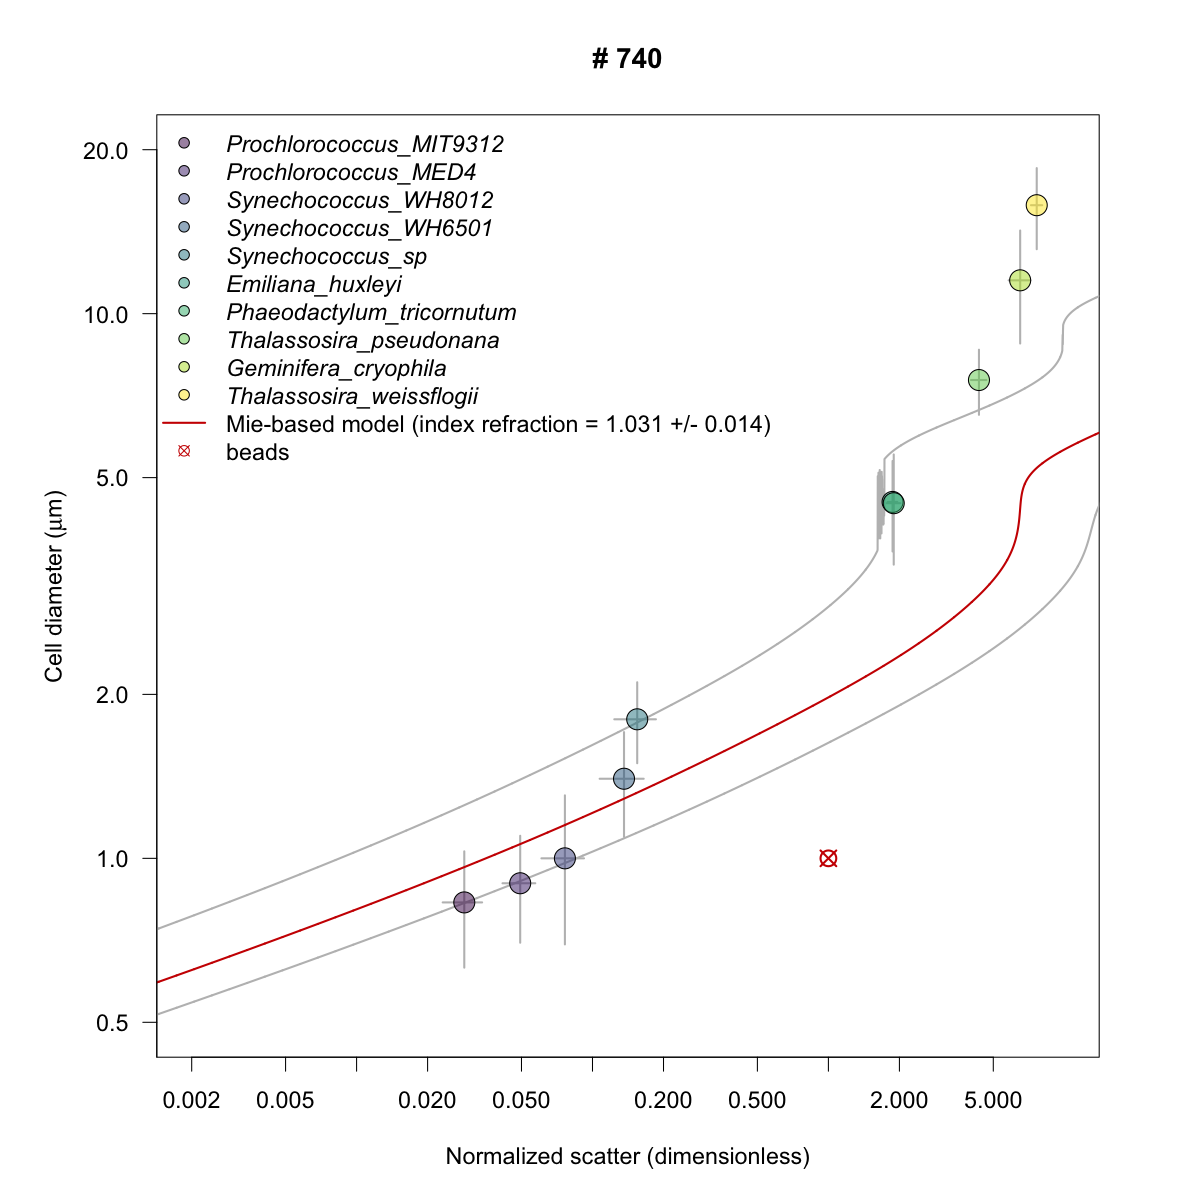 # 740
20.0
10.0
5.0
2.0
1.0
0.5
Cell diameter (µm)
Prochlorococcus_MIT9312
Prochlorococcus_MED4
Synechococcus_WH8012
Synechococcus_WH6501
Synechococcus_sp
Emiliana_huxleyi
Phaeodactylum_tricornutum
Thalassosira_pseudonana
Geminifera_cryophila
Thalassosira_weissflogii
Mie-based model (index refraction = 1.031 +/- 0.014)
beads
0.002 0.005 0.020 0.050 0.200 0.500 2.000 5.000
Normalized scatter (dimensionless)